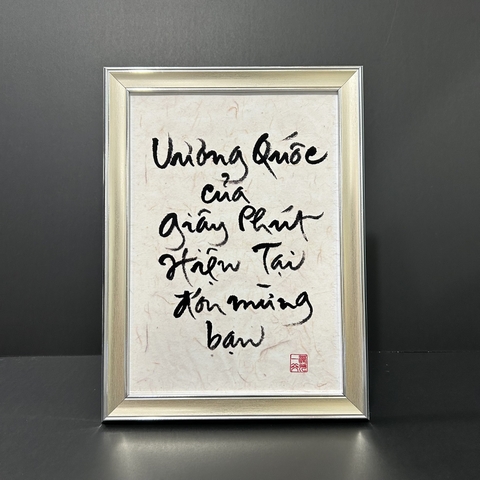 Vương Quốc
của
giây Phút
Hiện Tại
đón mừng
bạn